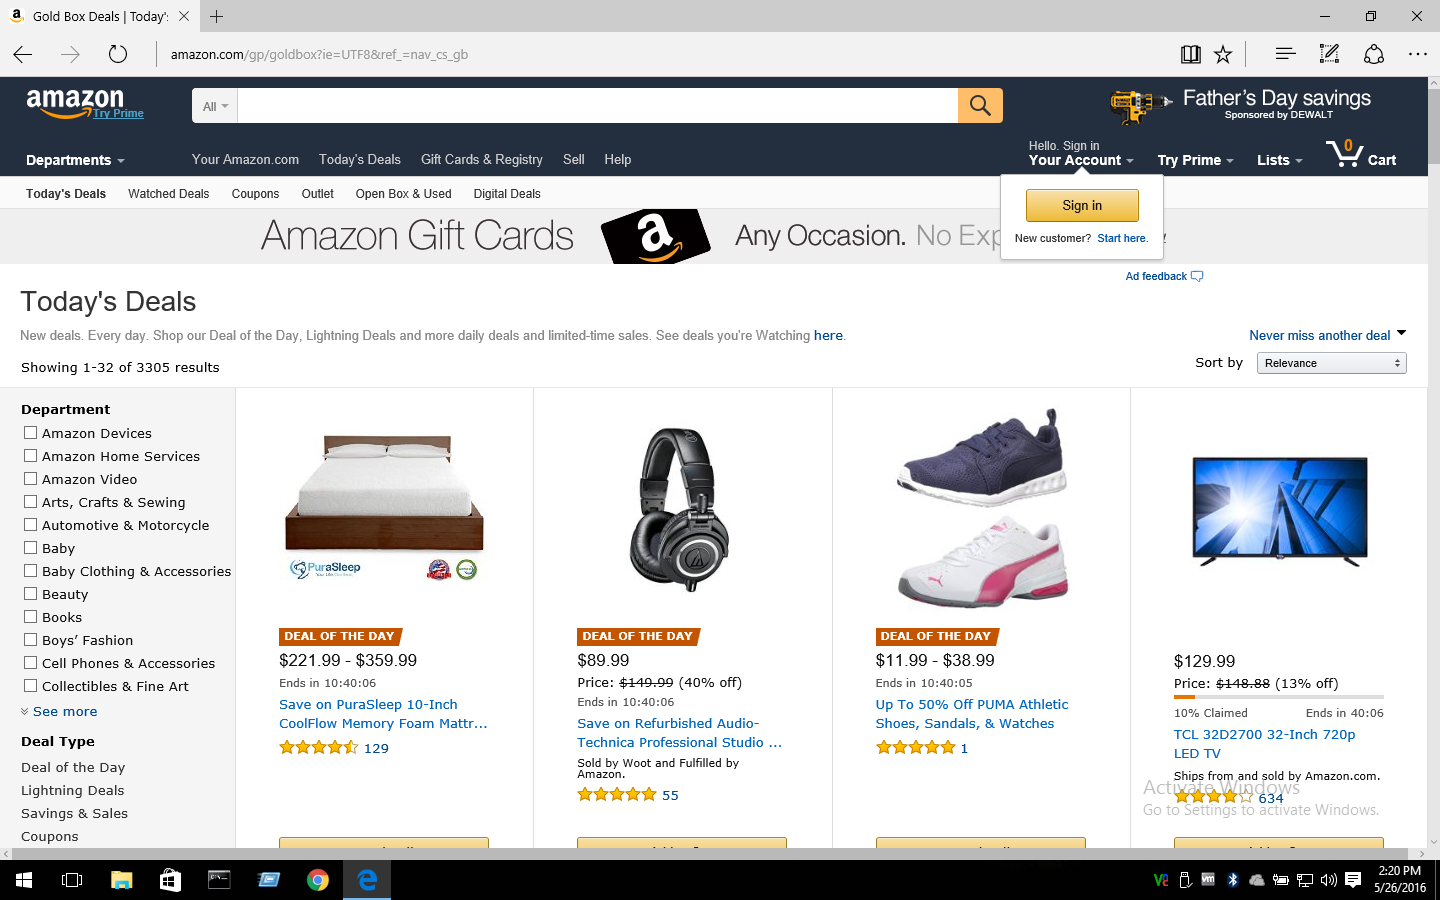 Gold Box Deals | Today's
amazon.com/gp/goldbox?ie=UTF8&ref_=nav_cs_gb
amazon
Try Prime
All
Father's Day savings
Sponsored by DEWALT
Departments
Your Amazon.com Today's Deals Gift Cards & Registry Sell Help
Hello. Sign in
Your Account
Try Prime
Lists
0
Cart
Today's Deals Watched Deals Coupons Outlet Open Box & Used Digital Deals
Sign in
New customer? Start here.
Amazon Gift Cards
a
Any Occasion. No Exp
Ad feedback
Today's Deals
New deals. Every day. Shop our Deal of the Day, Lightning Deals and more daily deals and limited-time sales. See deals you're Watching here.
Never miss another deal
Showing 1-32 of 3305 results
Sort by Relevance
Department
Amazon Devices
Amazon Home Services
Amazon Video
Arts, Crafts & Sewing
Automotive & Motorcycle
Baby
Baby Clothing & Accessories
Beauty
Books
Boys' Fashion
Cell Phones & Accessories
Collectibles & Fine Art
See more
Deal Type
Deal of the Day
Lightning Deals
Savings & Sales
Coupons
PuraSleep
DEAL OF THE DAY
$221.99 - $359.99
Ends in 10:40:06
Save on PuraSleep 10-Inch
CoolFlow Memory Foam Mattr...
129
DEAL OF THE DAY
$89.99
Price: $149.99 (40% off)
Ends in 10:40:06
Save on Refurbished Audio-
Technica Professional Studio ...
Sold by Woot and Fulfilled by
Amazon.
55
DEAL OF THE DAY
$11.99 - $38.99
Ends in 10:40:05
Up To 50% Off PUMA Athletic
Shoes, Sandals, & Watches
1
$129.99
Price: $148.88 (13% off)
10% Claimed Ends in 40:06
TCL 32D2700 32-Inch 720p
LED TV
Ships from and sold by Amazon.com.
634
Activate Windows
Go to Settings to activate Windows.
2:20 PM
5/26/2016